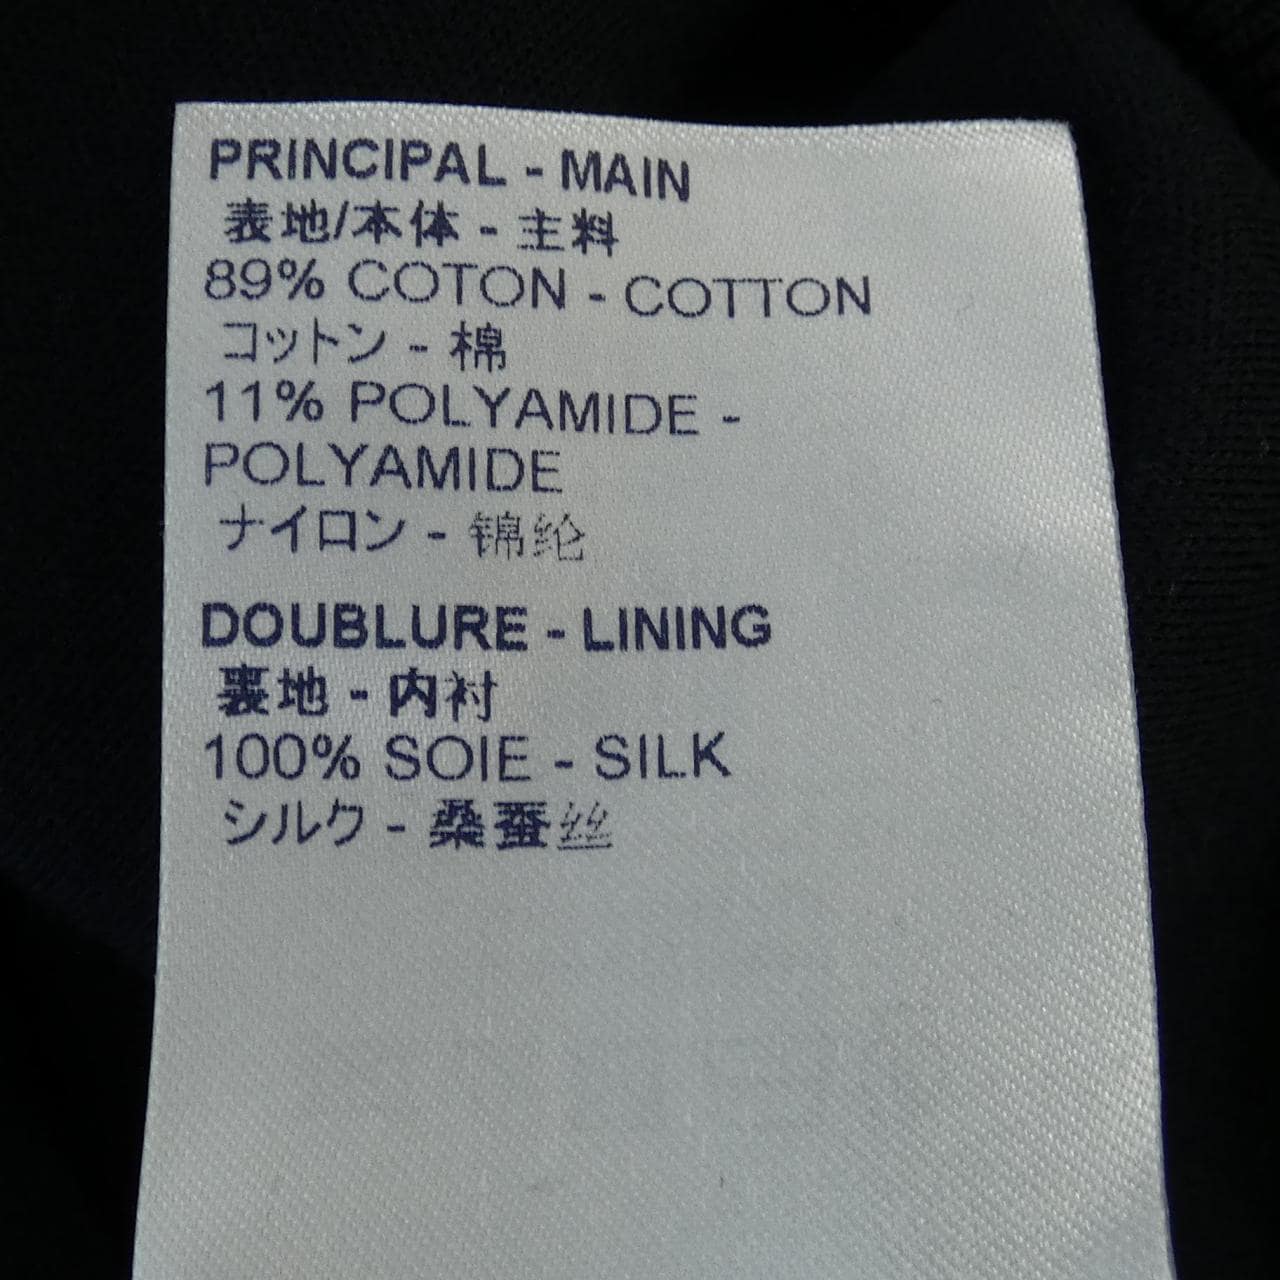 PRINCIPAL - MAIN
表地/本体 - 主料
89% COTON - COTTON
コットン - 棉
11% POLYAMIDE -
POLYAMIDE
ナイロン - 锦纶
DOUBLURE - LINING
裏地 - 内衬
100% SOIE - SILK
シルク - 桑蚕丝